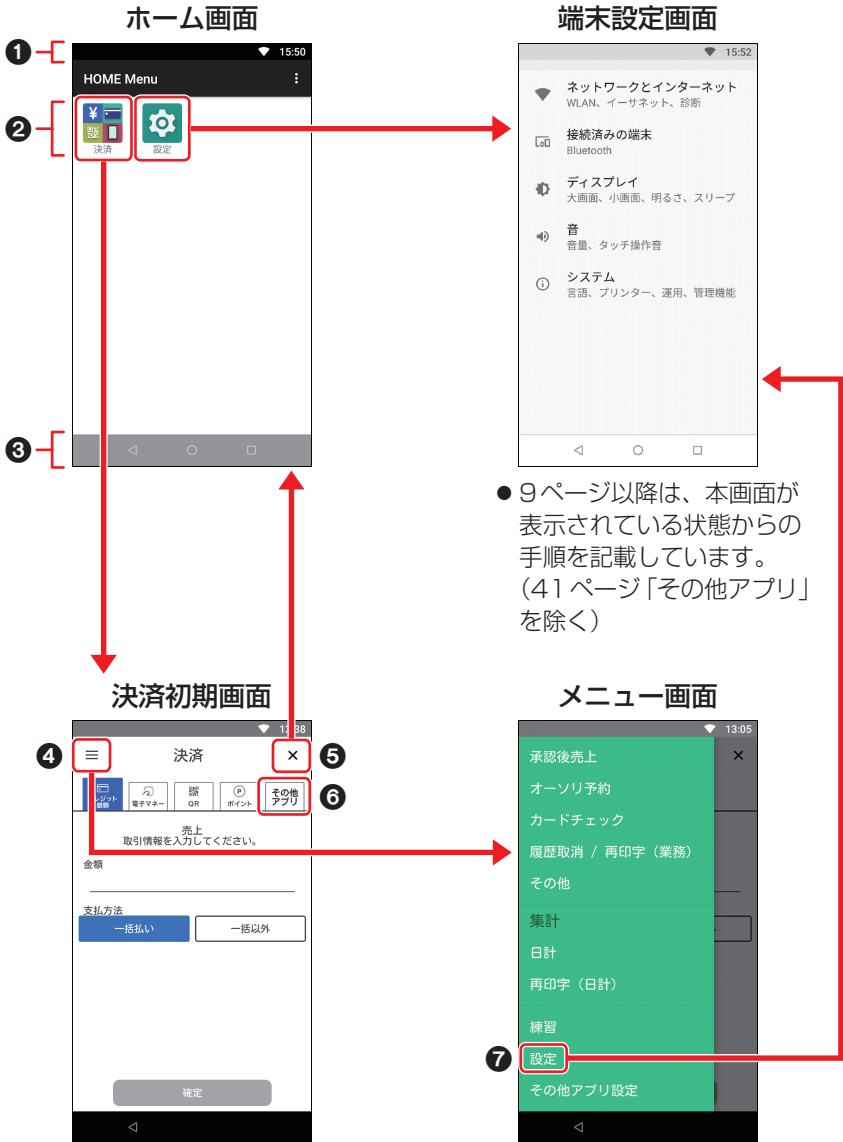 ホーム画面
❶
15:50
HOME Menu
❷
¥
決済
設定
❸
端末設定画面
15:52
ネットワークとインターネット
WLAN、イーサネット、診断
接続済みの端末
Bluetooth
ディスプレイ
大画面、小画面、明るさ、スリープ
音
音量、タッチ操作音
システム
言語、プリンター、運用、管理機能
●9ページ以降は、本画面が
表示されている状態からの
手順を記載しています。
（41ページ「その他アプリ」
を除く）
決済初期画面
13:38
❹
決済
×
❺
電子マネー
QR
P
ポイント
その他
アプリ
❻
売上
取引情報を入力してください。
金額
支払方法
一括払い
一括以外
確定
メニュー画面
13:05
承認後売上
×
オーソリ予約
カードチェック
履歴取消 / 再印字（業務）
その他
集計
日計
再印字（日計）
練習
❼
設定
その他アプリ設定